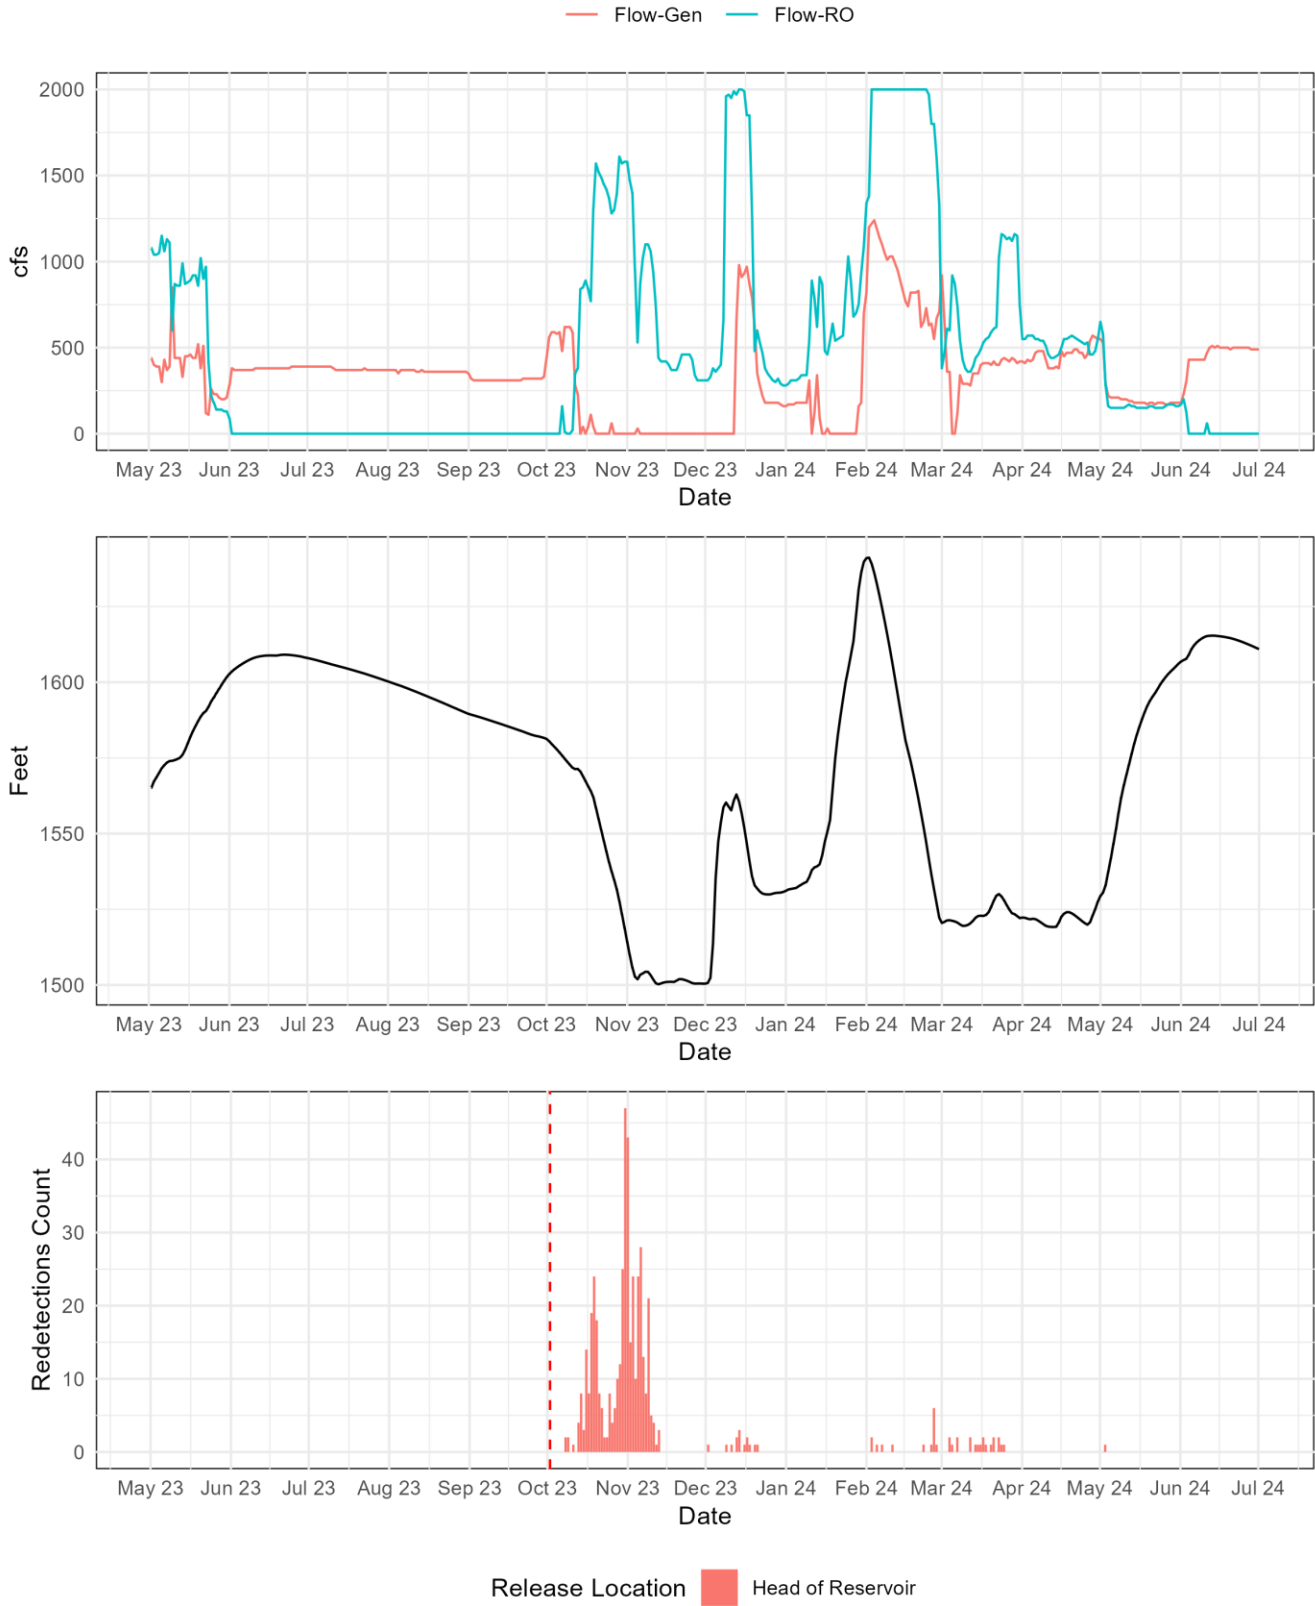 Flow-Gen Flow-RO
2000
1500
1000
500
0
cfs
May 23 Jun 23 Jul 23 Aug 23 Sep 23 Oct 23 Nov 23 Dec 23 Jan 24 Feb 24 Mar 24 Apr 24 May 24 Jun 24 Jul 24
Date
1600
1550
1500
Feet
May 23 Jun 23 Jul 23 Aug 23 Sep 23 Oct 23 Nov 23 Dec 23 Jan 24 Feb 24 Mar 24 Apr 24 May 24 Jun 24 Jul 24
Date
40
30
20
10
0
Redetections Count
May 23 Jun 23 Jul 23 Aug 23 Sep 23 Oct 23 Nov 23 Dec 23 Jan 24 Feb 24 Mar 24 Apr 24 May 24 Jun 24 Jul 24
Date
Release Location Head of Reservoir